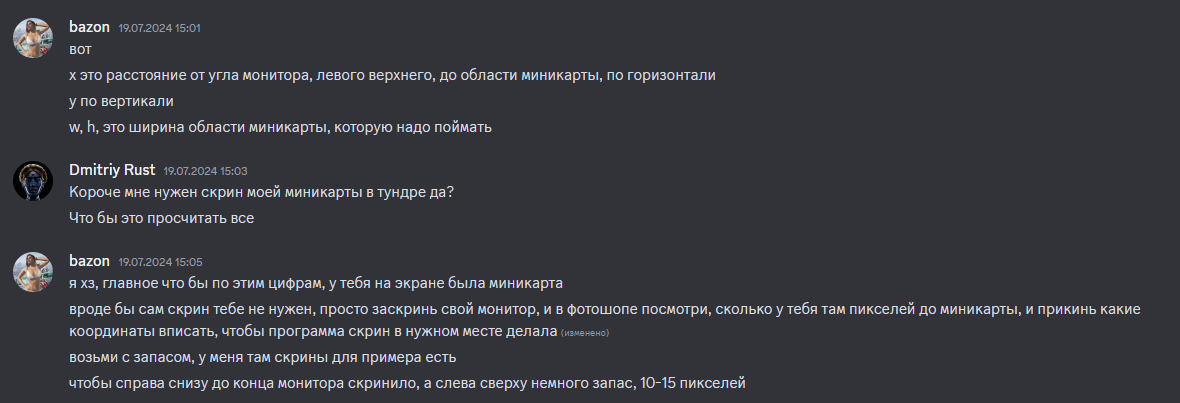 bazon 19.07.2024 15:01
вот
x это расстояние от угла монитора, левого верхнего, до области миникарты, по горизонтали
y по вертикали
w, h, это ширина области миникарты, которую надо поймать
Dmitriy Rust 19.07.2024 15:03
Короче мне нужен скрин моей миникарты в тундре да?
Что бы это просчитать все
bazon 19.07.2024 15:05
я хз, главное что бы по этим цифрам, у тебя на экране была миникарта
вроде бы сам скрин тебе не нужен, просто заскринь свой монитор, и в фотошопе посмотри, сколько у тебя там пикселей до миникарты, и прикинь какие
координаты вписать, чтобы программа скрин в нужном месте делала (изменено)
возьми с запасом, у меня там скрины для примера есть
чтобы справа снизу до конца монитора скринило, а слева сверху немного запас, 10-15 пикселей